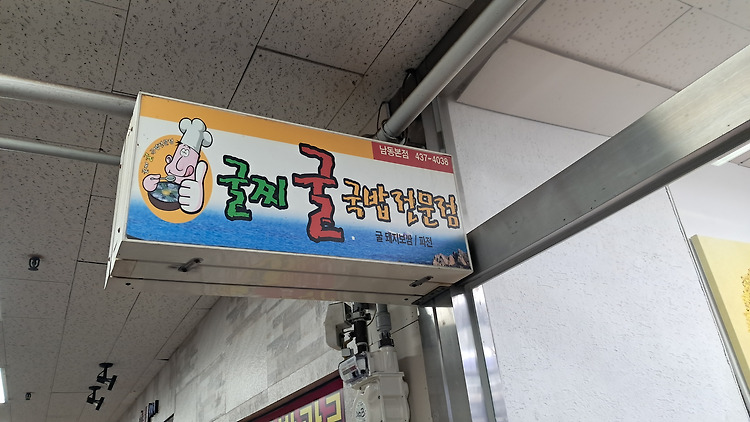 남동본점 437-4038
굴찌 굴 국밥 전문점
굴 돼지보쌈 / 파전